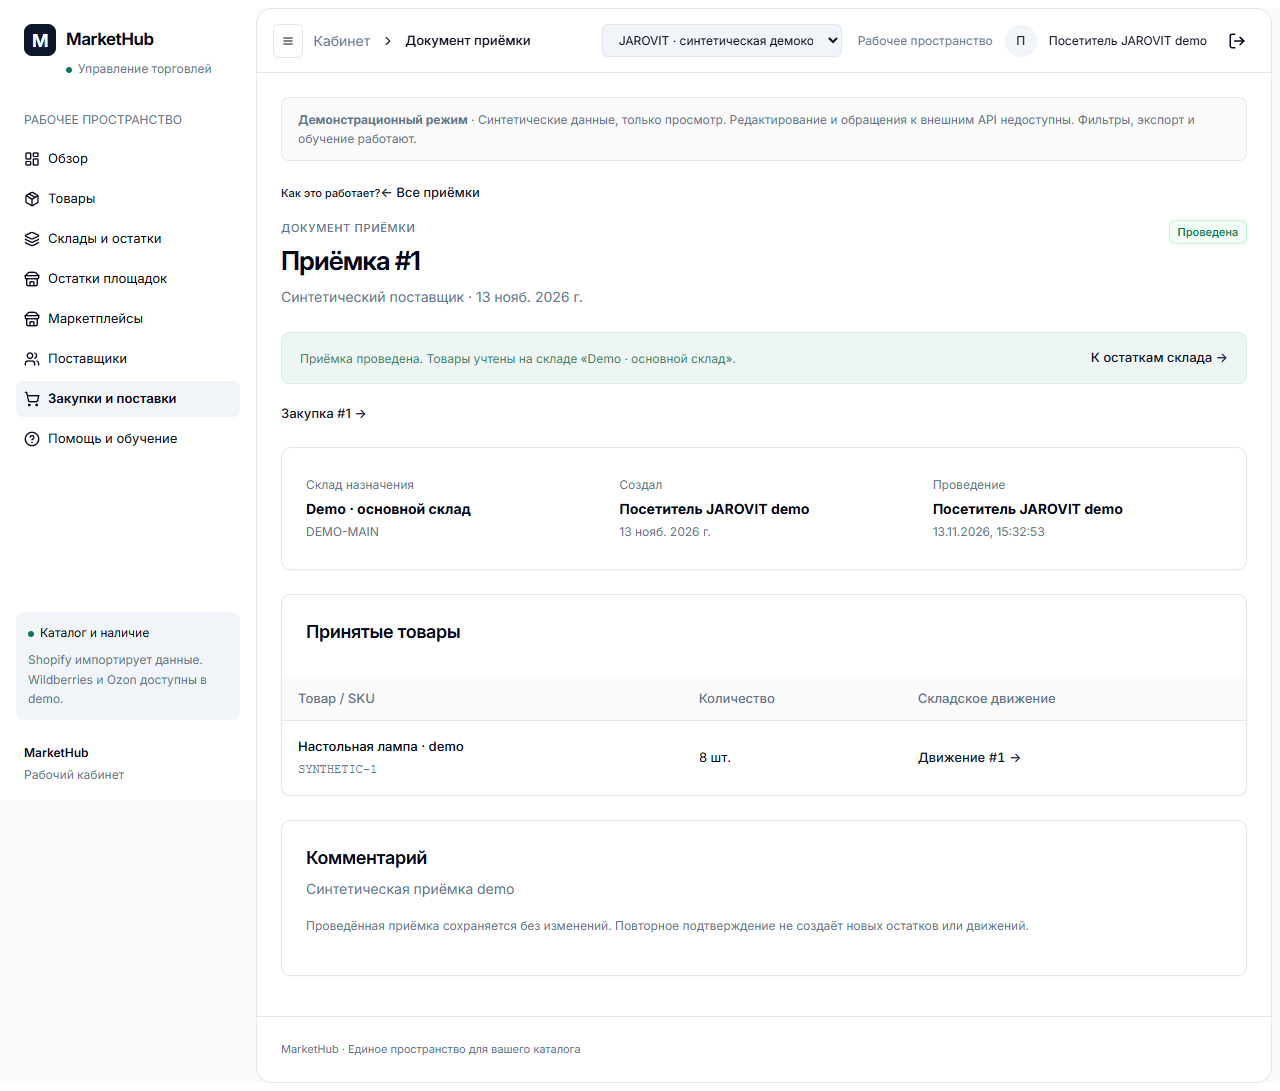 M MarketHub
Управление торговлей
РАБОЧЕЕ ПРОСТРАНСТВО
Обзор
Товары
Склады и остатки
Остатки площадок
Маркетплейсы
Поставщики
Закупки и поставки
Помощь и обучение
Каталог и наличие
Shopify импортирует данные.
Wildberries и Ozon доступны в
demo.
MarketHub
Рабочий кабинет
Кабинет > Документ приёмки
JAROVIT · синтетическая демоко
Рабочее пространство
П
Посетитель JAROVIT demo
Демонстрационный режим · Синтетические данные, только просмотр. Редактирование и обращения к внешним API недоступны. Фильтры, экспорт и
обучение работают.
Как это работает?← Все приёмки
ДОКУМЕНТ ПРИЁМКИ
Проведена
Приёмка #1
Синтетический поставщик · 13 нояб. 2026 г.
Приёмка проведена. Товары учтены на складе «Demo · основной склад».
К остаткам склада →
Закупка #1 →
Склад назначения
Demo · основной склад
DEMO-MAIN
Создал
Посетитель JAROVIT demo
13 нояб. 2026 г.
Проведение
Посетитель JAROVIT demo
13.11.2026, 15:32:53
Принятые товары
Товар / SKU Количество Складское движение
Настольная лампа · demo
SYNTHETIC-1
8 шт.
Движение #1 →
Комментарий
Синтетическая приёмка demo
Проведённая приёмка сохраняется без изменений. Повторное подтверждение не создаёт новых остатков или движений.
MarketHub · Единое пространство для вашего каталога